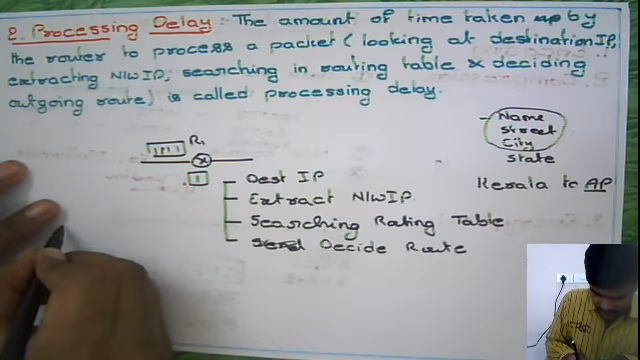 2. Processing Delay : The amount of time taken by
the router to process a packet (looking at destination IP,
extracting N/W IP, searching in routing table & deciding
outgoing route) is called processing delay.
Name
Street
City
State
R1
Dest IP
Kerala to AP
Extract N/W IP
Searching Rating Table
Send Decide Route